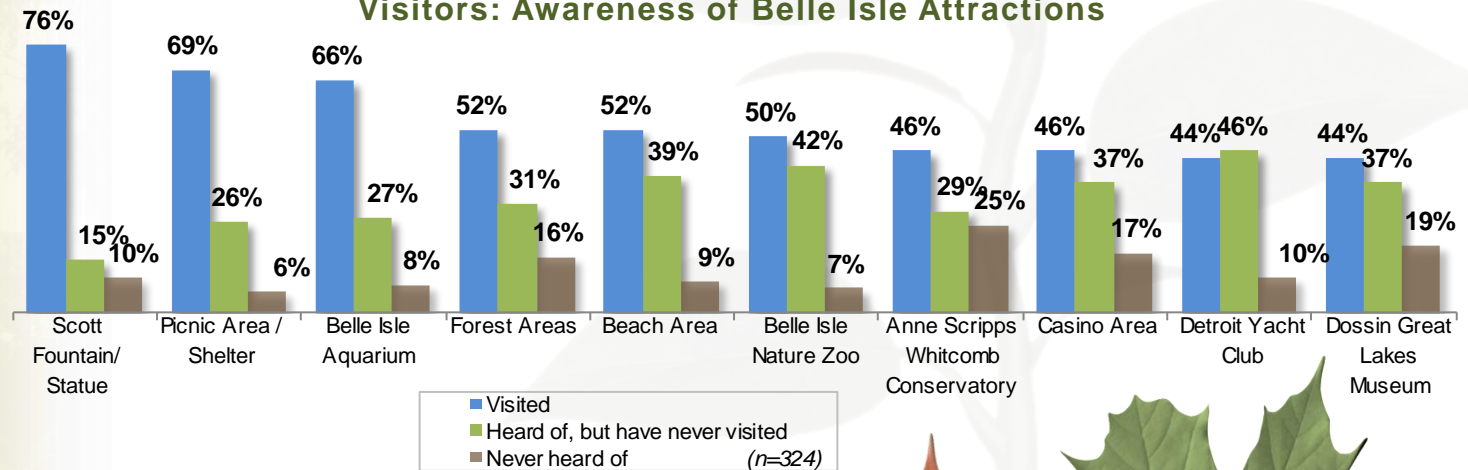 Visitors: Awareness of Belle Isle Attractions
76%
15%
10%
69%
26%
6%
66%
27%
8%
52%
31%
16%
52%
39%
9%
50%
42%
7%
46%
29%
25%
46%
37%
17%
44%
46%
10%
44%
37%
19%
Scott
Fountain/
Statue
Picnic Area /
Shelter
Belle Isle
Aquarium
Forest Areas
Beach Area
Belle Isle
Nature Zoo
Anne Scripps
Whitcomb
Conservatory
Casino Area
Detroit Yacht
Club
Dossin Great
Lakes
Museum
Visited
Heard of, but have never visited
Never heard of (n=324)